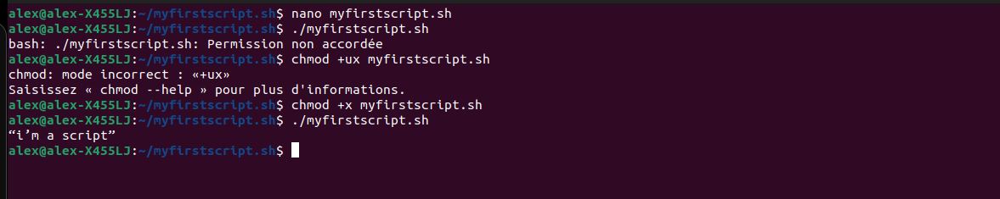 alex@alex-X455LJ:~/myfirstscript.sh$ nano myfirstscript.sh
alex@alex-X455LJ:~/myfirstscript.sh$ ./myfirstscript.sh
bash: ./myfirstscript.sh: Permission non accordée
alex@alex-X455LJ:~/myfirstscript.sh$ chmod +ux myfirstscript.sh
chmod: mode incorrect : «+ux»
Saisissez « chmod --help » pour plus d'informations.
alex@alex-X455LJ:~/myfirstscript.sh$ chmod +x myfirstscript.sh
alex@alex-X455LJ:~/myfirstscript.sh$ ./myfirstscript.sh
“i’m a script”
alex@alex-X455LJ:~/myfirstscript.sh$